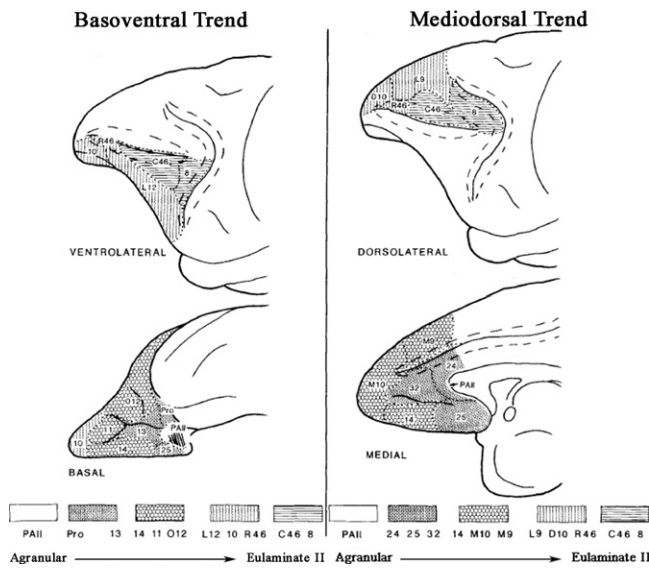 Basoventral Trend
Mediodorsal Trend
R46
10
C46
8
L12
VENTROLATERAL
L9
D10
R46
C46
8
DORSOLATERAL
O12
Pro
11
13
PAll
10
14
25
BASAL
M9
24
PAll
M10
32
14
25
MEDIAL
PAll Pro 13 14 11 O12 L12 10 R46 C46 8
PAll 24 25 32 14 M10 M9 L9 D10 R46 C46 8
Agranular Eulaminate II
Agranular Eulaminate II